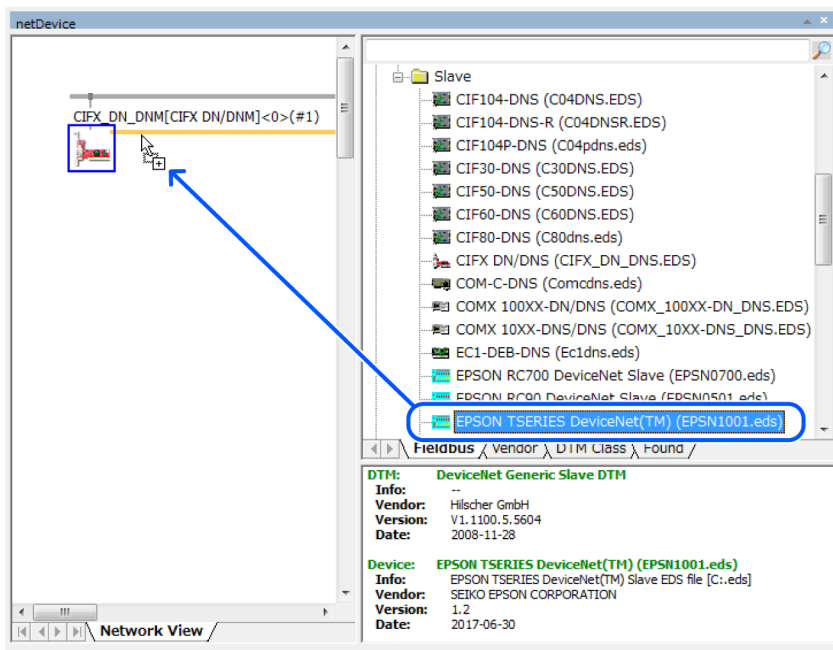 netDevice
CIFX_DN_DNM[CIFX DN/DNM]<0>(#1)
Network View
Slave
CIF104-DNS (C04DNS.EDS)
CIF104-DNS-R (C04DNSR.EDS)
CIF104P-DNS (C04pdns.eds)
CIF30-DNS (C30DNS.EDS)
CIF50-DNS (C50DNS.EDS)
CIF60-DNS (C60DNS.EDS)
CIF80-DNS (C80dns.eds)
CIFX DN/DNS (CIFX_DN_DNS.EDS)
COM-C-DNS (Comcdns.eds)
COMX 100XX-DN/DNS (COMX_100XX-DN_DNS.EDS)
COMX 10XX-DNS/DNS (COMX_10XX-DNS_DNS.EDS)
EC1-DEB-DNS (Ec1dns.eds)
EPSON RC700 DeviceNet Slave (EPSN0700.eds)
EPSON RC90 DeviceNet Slave (EPSN0501.eds)
EPSON TSERIES DeviceNet(TM) (EPSN1001.eds)
Fieldbus Vendor DTM Class Found
DTM: DeviceNet Generic Slave DTM
Info: --
Vendor: Hilscher GmbH
Version: V1.1100.5.5604
Date: 2008-11-28
Device: EPSON TSERIES DeviceNet(TM) (EPSN1001.eds)
Info: EPSON TSERIES DeviceNet(TM) Slave EDS file [C:.eds]
Vendor: SEIKO EPSON CORPORATION
Version: 1.2
Date: 2017-06-30